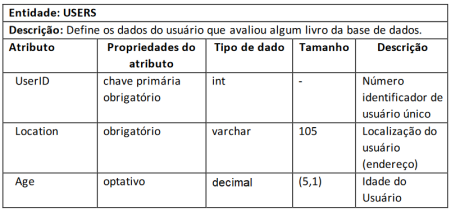 Entidade: USERS
Descrição: Define os dados do usuário que avaliou algum livro da base de dados.
Atributo Propriedades do atributo Tipo de dado Tamanho Descrição
UserID chave primária obrigatório int - Número identificador de usuário único
Location obrigatório varchar 105 Localização do usuário (endereço)
Age optativo decimal (5,1) Idade do Usuário